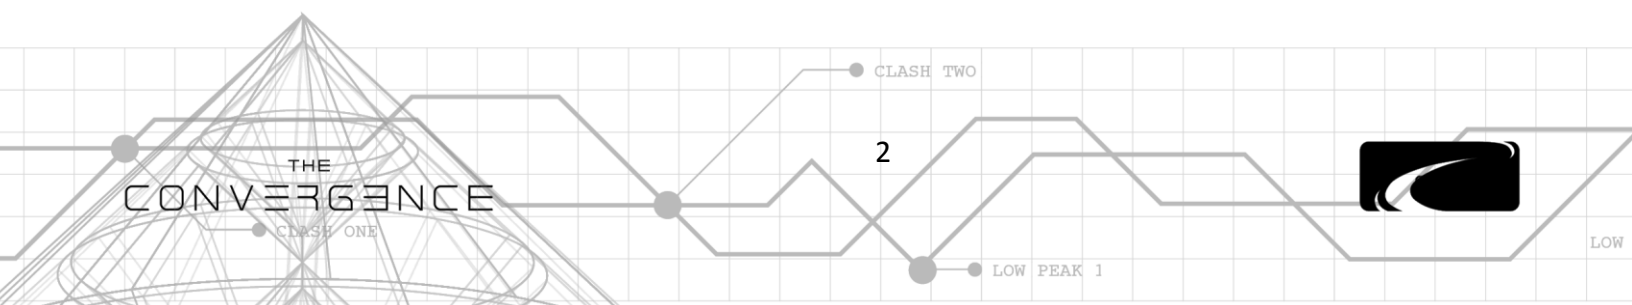 CLASH TWO
2
THE
CONVERGENCE
CLASH ONE
LOW PEAK 1
LOW